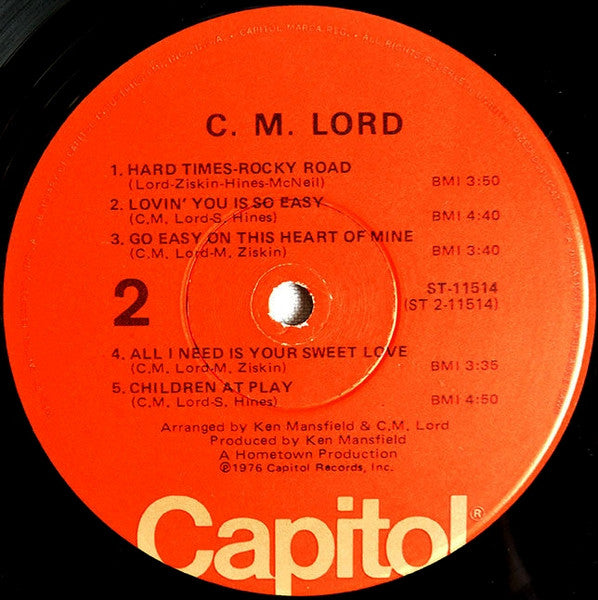 C. M. LORD
1. HARD TIMES-ROCKY ROAD
(Lord-Ziskin-Hines-McNeil) BMI 3:50
2. LOVIN' YOU IS SO EASY
(C.M. Lord-S. Hines) BMI 4:40
3. GO EASY ON THIS HEART OF MINE
(C.M. Lord-M. Ziskin) BMI 3:40
2
ST-11514
(ST 2-11514)
4. ALL I NEED IS YOUR SWEET LOVE
(C.M. Lord-M. Ziskin) BMI 3:35
5. CHILDREN AT PLAY
(C.M. Lord-S. Hines) BMI 4:50
Arranged by Ken Mansfield & C.M. Lord
Produced by Ken Mansfield
A Hometown Production
℗1976 Capitol Records, Inc.
Capitol®